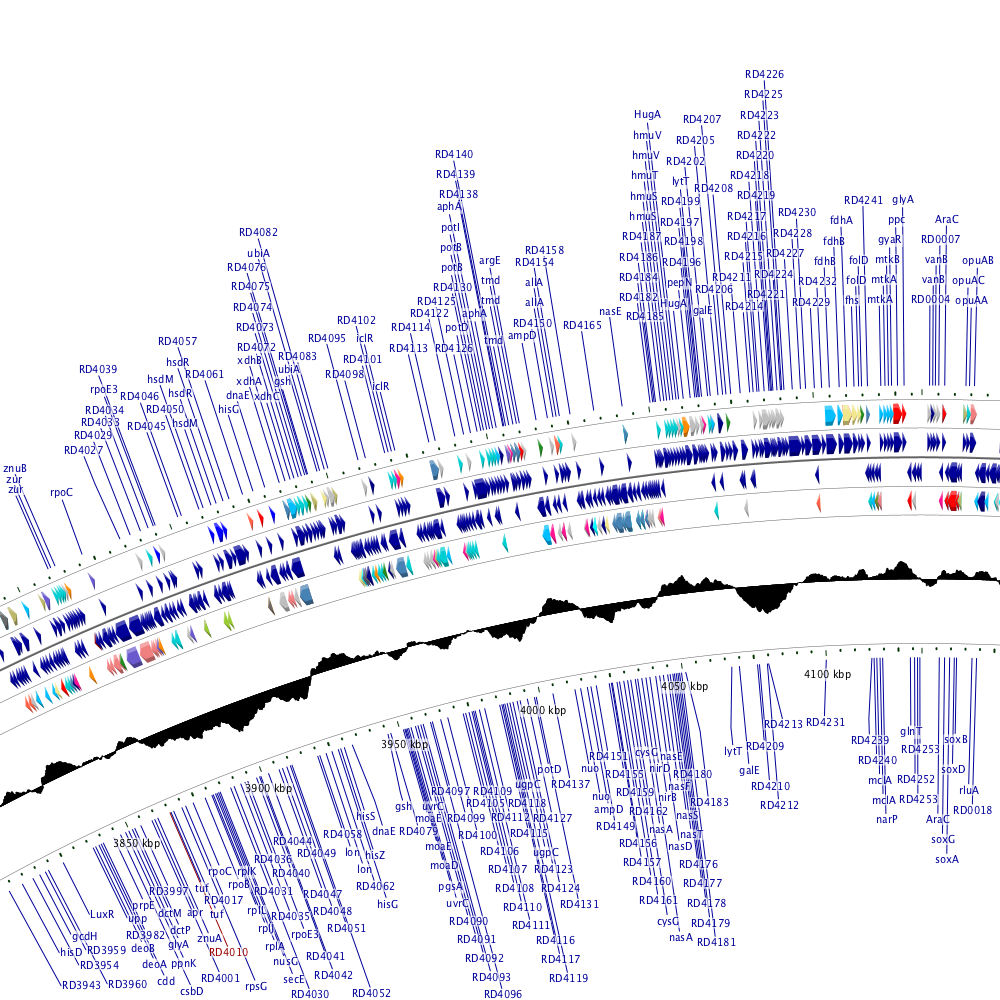 RD4226
RD4225
HugA
RD4207
RD4223
hmuV
RD4205
RD4222
RD4140
hmuV
RD4202
RD4220
RD4139
hmuT
lytT
RD4218
RD4138
hmuS
RD4199
RD4208
RD4219
RD4241
glyA
aphA
hmuS
RD4197
RD4217
RD4230
fdhA
ppc
AraC
RD4082
potI
RD4187
RD4198
RD4216
RD4228
fdhB
gyaR
RD0007
ubiA
potB
argE
RD4158
RD4186
RD4196
RD4215
RD4227
fdhB
folD
mtkB
vanB
opuAB
RD4076
potB
tmd
RD4154
RD4184
pepN
RD4211
RD4224
RD4232
folD
mtkA
vanB
opuAC
RD4075
RD4130
tmd
allA
RD4182
HugA
RD4206
RD4221
RD4229
fhs
mtkA
RD0004
opuAA
RD4074
RD4125
aphA
allA
RD4185
galE
RD4214
RD4073
RD4102
RD4122
potD
tmd
RD4150
nasE
RD4057
RD4072
RD4095
iclR
RD4114
RD4126
ampD
RD4165
hsdR
xdhB
RD4083
RD4101
RD4113
RD4039
hsdM
RD4061
xdhA
ubiA
RD4098
iclR
rpoE3
RD4046
hsdR
dnaE
xdhC
gsh
RD4034
RD4050
hisG
RD4033
RD4045
hsdM
RD4029
RD4027
znuB
zur
zur
rpoC
4100 kbp
4050 kbp
4000 kbp
3950 kbp
3900 kbp
3850 kbp
RD4213
RD4231
RD4239
glnT
RD4253
soxB
lytT
RD4209
RD4240
soxD
galE
RD4210
mclA
RD4252
rluA
RD4212
mclA
RD4253
RD0018
narP
AraC
soxG
soxA
potD
RD4151
cysG
nasE
RD4137
nuo
RD4155
nirD
RD4180
nuo
RD4159
nirB
nasF
RD4183
ampD
RD4162
nasS
RD4149
nasA
nasT
RD4156
nasD
RD4157
RD4176
RD4160
RD4177
RD4161
RD4178
cysG
RD4179
nasA
RD4181
gsh
uvrC
RD4097
RD4109
ugpC
RD4079
moaE
RD4105
RD4118
moaE
RD4099
RD4112
RD4127
moaD
RD4100
RD4115
pgsA
RD4106
ugpC
uvrC
RD4107
RD4123
RD4090
RD4108
RD4124
RD4091
RD4110
RD4131
RD4092
RD4111
RD4093
RD4116
RD4096
RD4117
RD4119
hisS
RD4058
dnaE
RD4044
RD4049
lon
hisZ
RD4036
RD4040
lon
rpoC
rplK
RD4062
rpoB
RD4031
RD4047
hisG
RD3997
tuf
RD4017
rplL
RD4035
RD4048
prpE
dctM
apr
tuf
rplJ
rpoE3
RD4051
LuxR
upp
dctP
znuA
RD4010
rplA
RD4041
gcdH
RD3982
glyA
nusG
RD4042
hisD
RD3959
deoB
ppnK
RD4001
secE
RD4052
RD3954
deoA
cdd
csbD
rpsG
RD4030
RD3943
RD3960